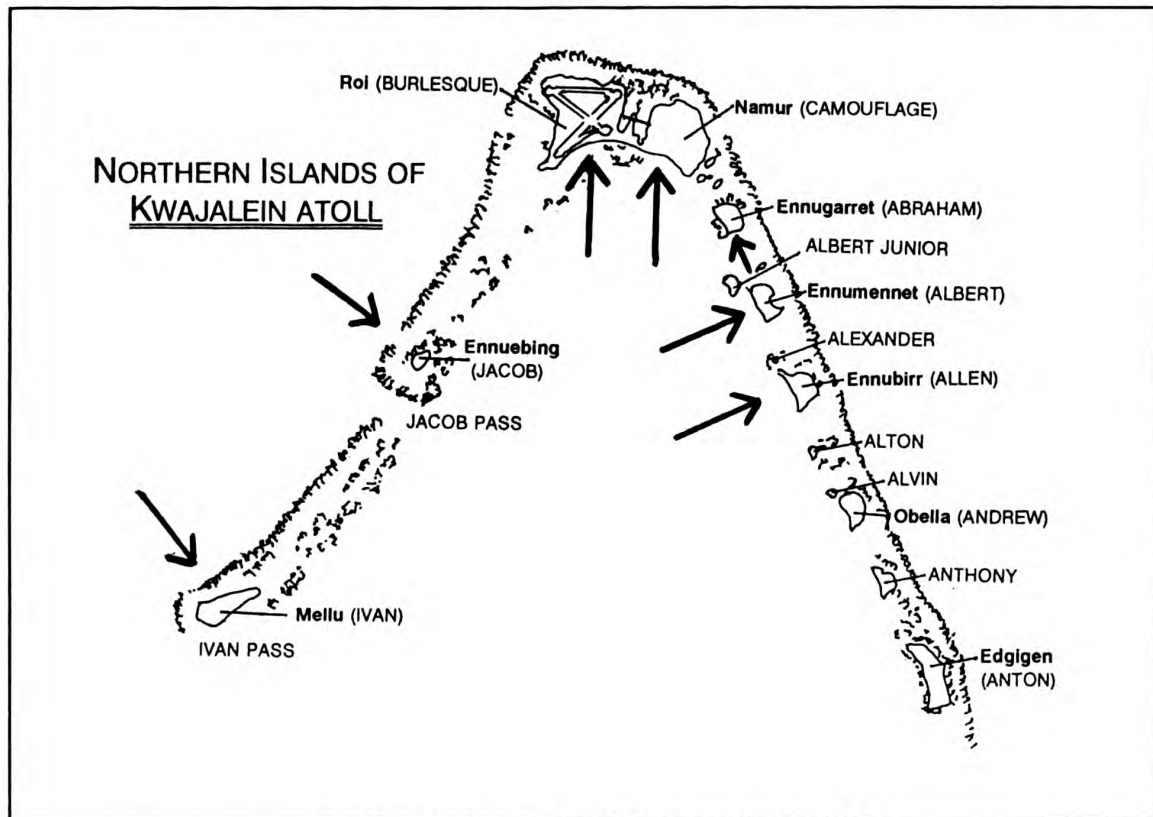 Roi (BURLESQUE)
Namur (CAMOUFLAGE)
NORTHERN ISLANDS OF
KWAJALEIN ATOLL
Ennugarret (ABRAHAM)
ALBERT JUNIOR
Ennumennet (ALBERT)
ALEXANDER
Ennuebing
(JACOB)
Ennubirr (ALLEN)
JACOB PASS
ALTON
ALVIN
Obella (ANDREW)
ANTHONY
Mellu (IVAN)
IVAN PASS
Edgigen
(ANTON)